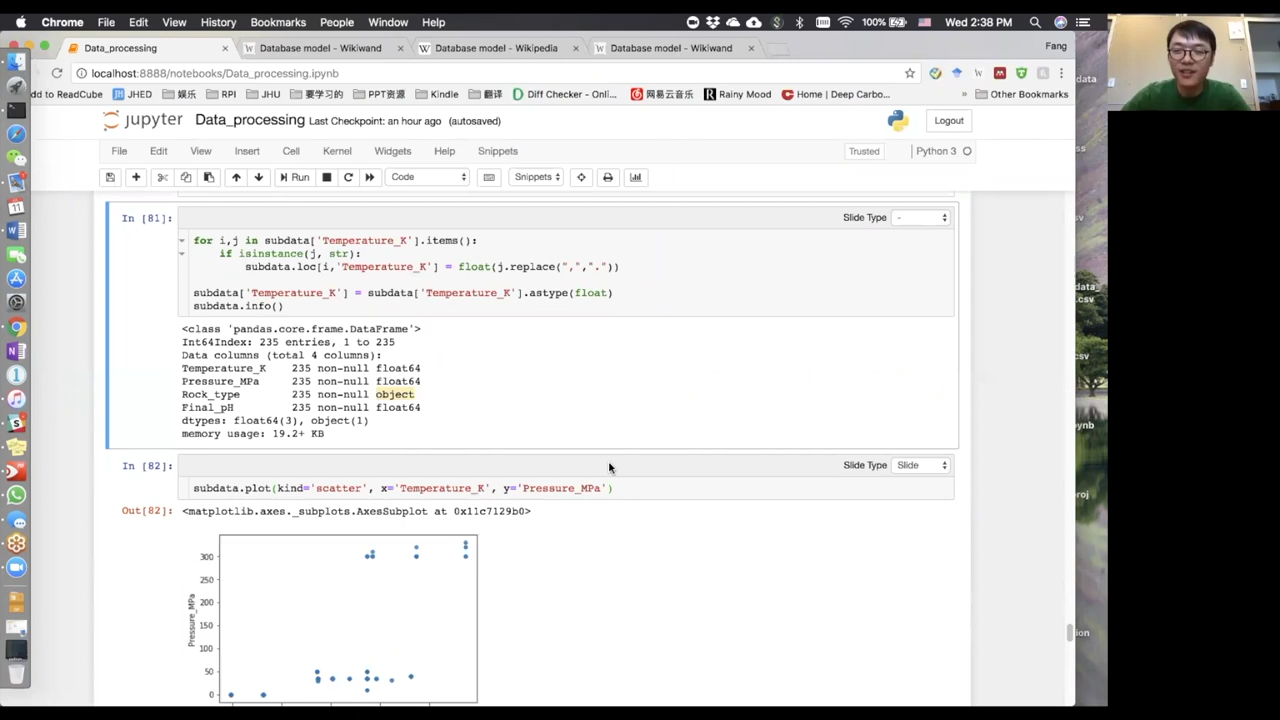 Chrome File Edit View History Bookmarks People Window Help 100% Wed 2:38 PM
Data_processing Database model - Wikiwand Database model - Wikipedia Database model - Wikiwand Fang
localhost:8888/notebooks/Data_processing.ipynb
dd to ReadCube JHED 娱乐 RPI JHU 要学习的 PPT资源 Kindle 翻译 Diff Checker - Onli... 网易云音乐 Rainy Mood Home | Deep Carbo... » Other Bookmarks
jupyter Data_processing Last Checkpoint: an hour ago (autosaved) Logout
File Edit View Insert Cell Kernel Widgets Help Snippets Trusted Python 3
Run Code Snippets
In [81]: Slide Type -
for i,j in subdata['Temperature_K'].items():
if isinstance(j, str):
subdata.loc[i,'Temperature_K'] = float(j.replace(",","."))
subdata['Temperature_K'] = subdata['Temperature_K'].astype(float)
subdata.info()
<class 'pandas.core.frame.DataFrame'>
Int64Index: 235 entries, 1 to 235
Data columns (total 4 columns):
Temperature_K 235 non-null float64
Pressure_MPa 235 non-null float64
Rock_type 235 non-null object
Final_pH 235 non-null float64
dtypes: float64(3), object(1)
memory usage: 19.2+ KB
In [82]: Slide Type Slide
subdata.plot(kind='scatter', x='Temperature_K', y='Pressure_MPa')
Out[82]: <matplotlib.axes._subplots.AxesSubplot at 0x11c7129b0>
300
250
200
150
100
50
0
Pressure_MPa